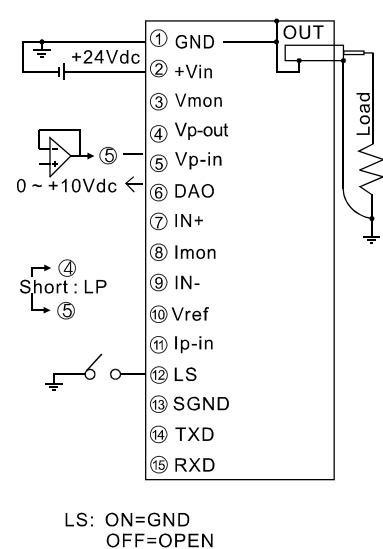 ① GND
OUT
+24Vdc
② +Vin
③ Vmon
Load
④ Vp-out
⑤
⑤ Vp-in
0 ~ +10Vdc
⑥ DAO
⑦ IN+
⑧ Imon
④
Short : LP
⑤
⑨ IN-
⑩ Vref
⑪ Ip-in
⑫ LS
⑬ SGND
⑭ TXD
⑮ RXD
LS: ON=GND
OFF=OPEN